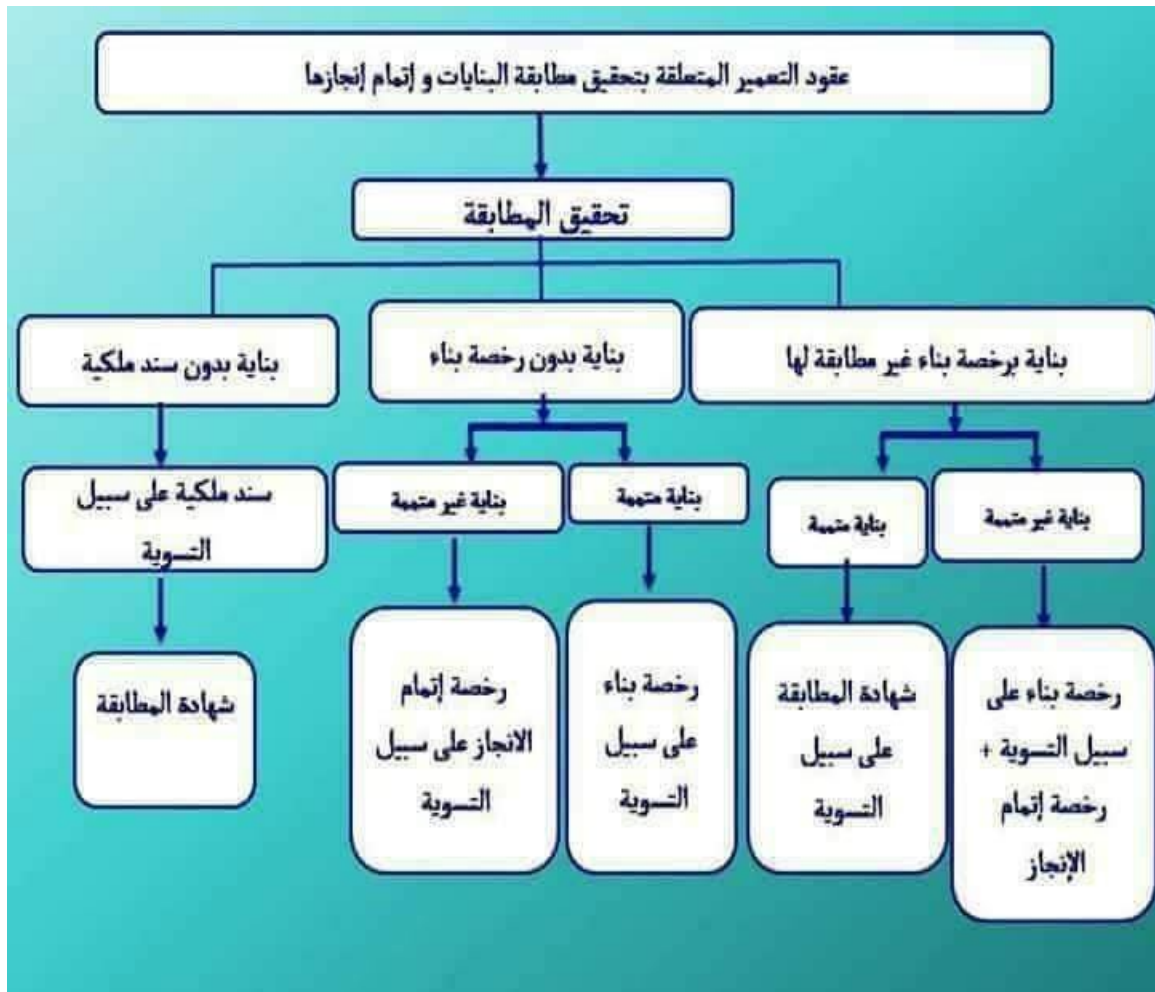 عقود التعمير المتعلقة بتحقيق مطابقة البنايات و إتمام إنجازها
تحقيق المطابقة
بناية برخصة بناء غير مطابقة لها
بناية بدون رخصة بناء
بناية بدون سند ملكية
بناية غير متممة
بناية متممة
بناية متممة
بناية غير متممة
سند ملكية على سبيل
التسوية
رخصة بناء على
سبيل التسوية +
رخصة إتمام
الإنجاز
شهادة المطابقة
على سبيل
التسوية
رخصة بناء
على سبيل
التسوية
رخصة إتمام
الانجاز على سبيل
التسوية
شهادة المطابقة